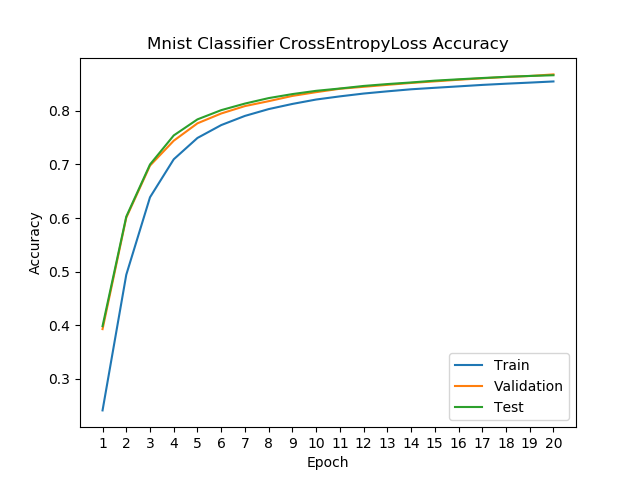 Mnist Classifier CrossEntropyLoss Accuracy
Accuracy
0.8
0.7
0.6
0.5
0.4
0.3
Train
Validation
Test
1 2 3 4 5 6 7 8 9 10 11 12 13 14 15 16 17 18 19 20
Epoch